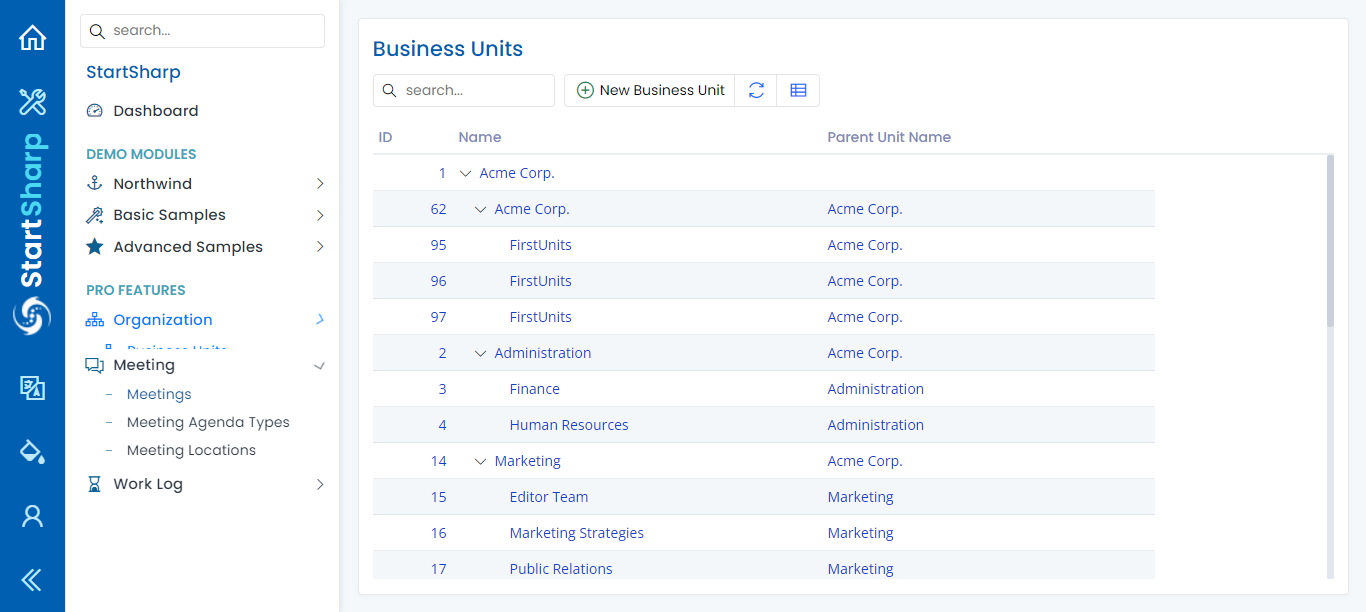 StartSharp
search...
StartSharp
Dashboard
DEMO MODULES
Northwind
Basic Samples
Advanced Samples
PRO FEATURES
Organization
Business Units
Meeting
Meetings
Meeting Agenda Types
Meeting Locations
Work Log
Business Units
search...
New Business Unit
ID Name Parent Unit Name
1 Acme Corp.
62 Acme Corp. Acme Corp.
95 FirstUnits Acme Corp.
96 FirstUnits Acme Corp.
97 FirstUnits Acme Corp.
2 Administration Acme Corp.
3 Finance Administration
4 Human Resources Administration
14 Marketing Acme Corp.
15 Editor Team Marketing
16 Marketing Strategies Marketing
17 Public Relations Marketing